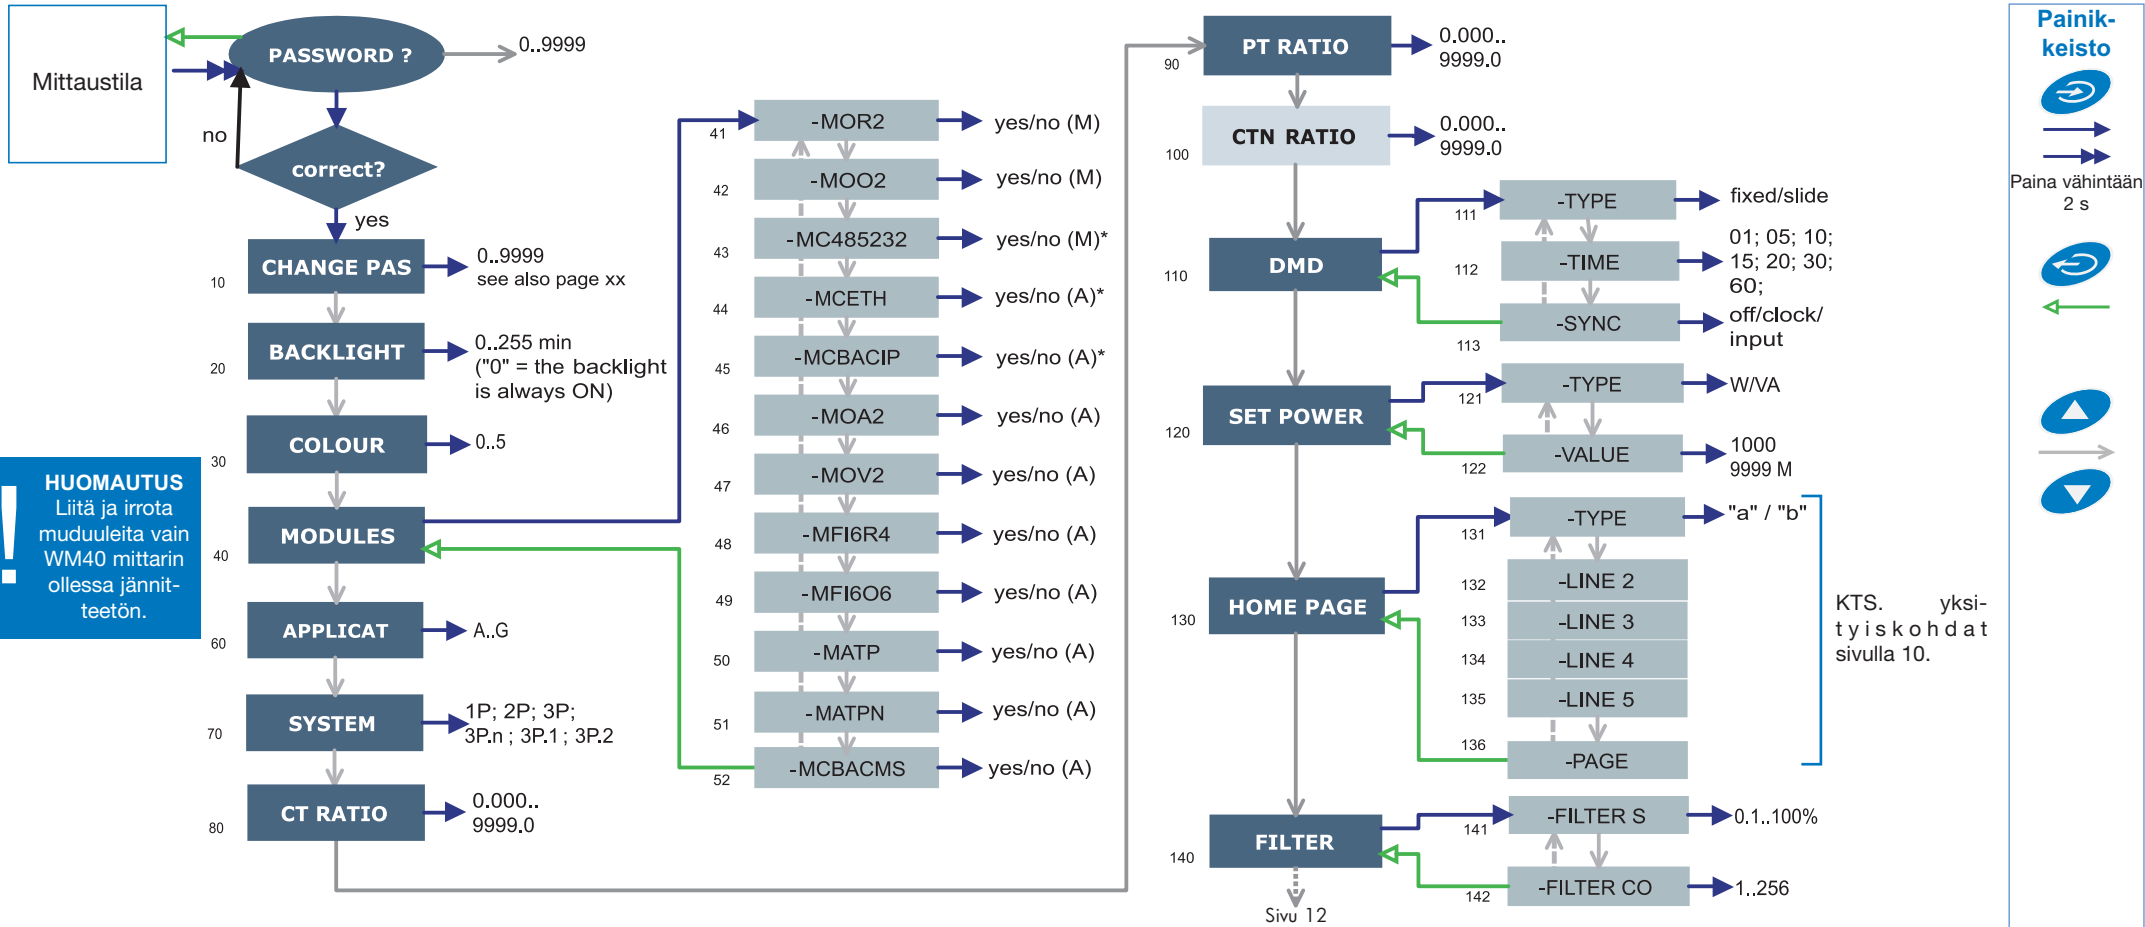 Mittaustila
PASSWORD ?
0..9999
no
correct?
yes
10
CHANGE PAS
0..9999
see also page xx
20
BACKLIGHT
0..255 min
("0" = the backlight
is always ON)
30
COLOUR
0..5
HUOMAUTUS
Liitä ja irrota
muduuleita vain
WM40 mittarin
ollessa jännit-
teetön.
!
40
MODULES
60
APPLICAT
A..G
70
SYSTEM
1P; 2P; 3P;
3P.n ; 3P.1 ; 3P.2
80
CT RATIO
0.000..
9999.0
41
-MOR2
yes/no (M)
42
-MOO2
yes/no (M)
43
-MC485232
yes/no (M)*
44
-MCETH
yes/no (A)*
45
-MCBACIP
yes/no (A)*
46
-MOA2
yes/no (A)
47
-MOV2
yes/no (A)
48
-MFI6R4
yes/no (A)
49
-MFI6O6
yes/no (A)
50
-MATP
yes/no (A)
51
-MATPN
yes/no (A)
52
-MCBACMS
yes/no (A)
90
PT RATIO
0.000..
9999.0
100
CTN RATIO
0.000..
9999.0
110
DMD
111
-TYPE
fixed/slide
112
-TIME
01; 05; 10;
15; 20; 30;
60;
113
-SYNC
off/clock/
input
120
SET POWER
121
-TYPE
W/VA
122
-VALUE
1000
9999 M
130
HOME PAGE
131
-TYPE
"a" / "b"
132
-LINE 2
133
-LINE 3
134
-LINE 4
135
-LINE 5
136
-PAGE
KTS. yksi-
tyiskohdat
sivulla 10.
140
FILTER
141
-FILTER S
0.1..100%
142
-FILTER CO
1..256
Sivu 12
Painik-
keisto
Paina vähintään
2 s